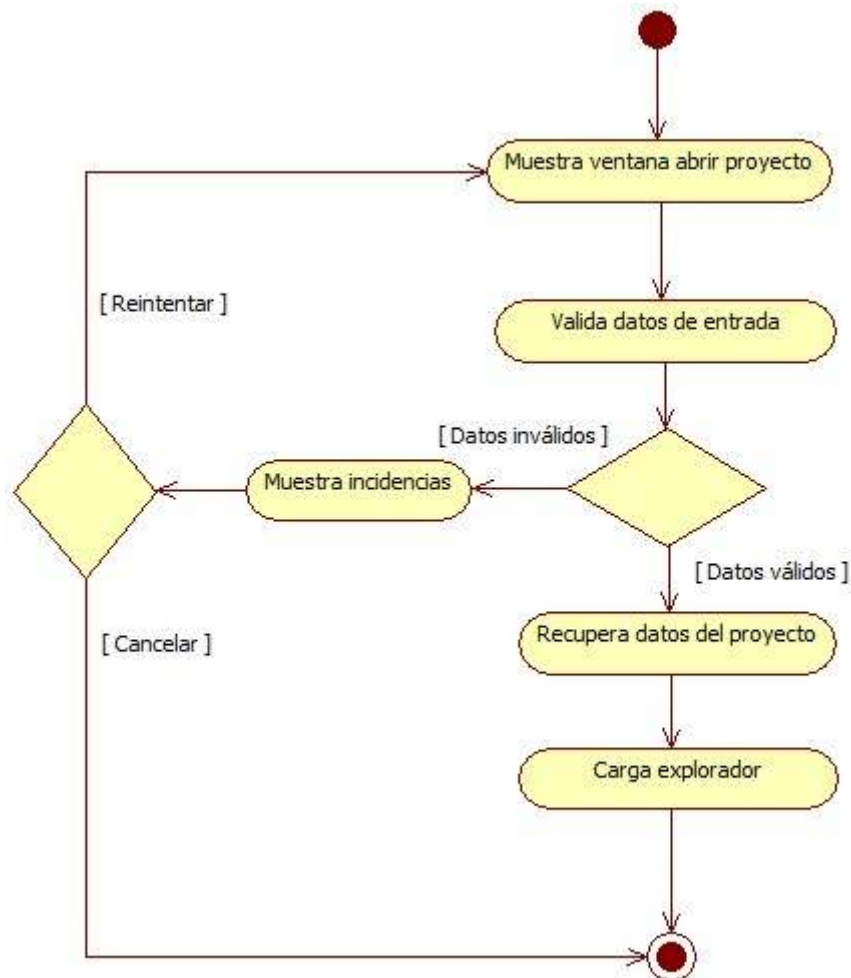 Muestra ventana abrir proyecto
[ Reintentar ]
Valida datos de entrada
[ Datos inválidos ]
Muestra incidencias
[ Datos válidos ]
Recupera datos del proyecto
[ Cancelar ]
Carga explorador